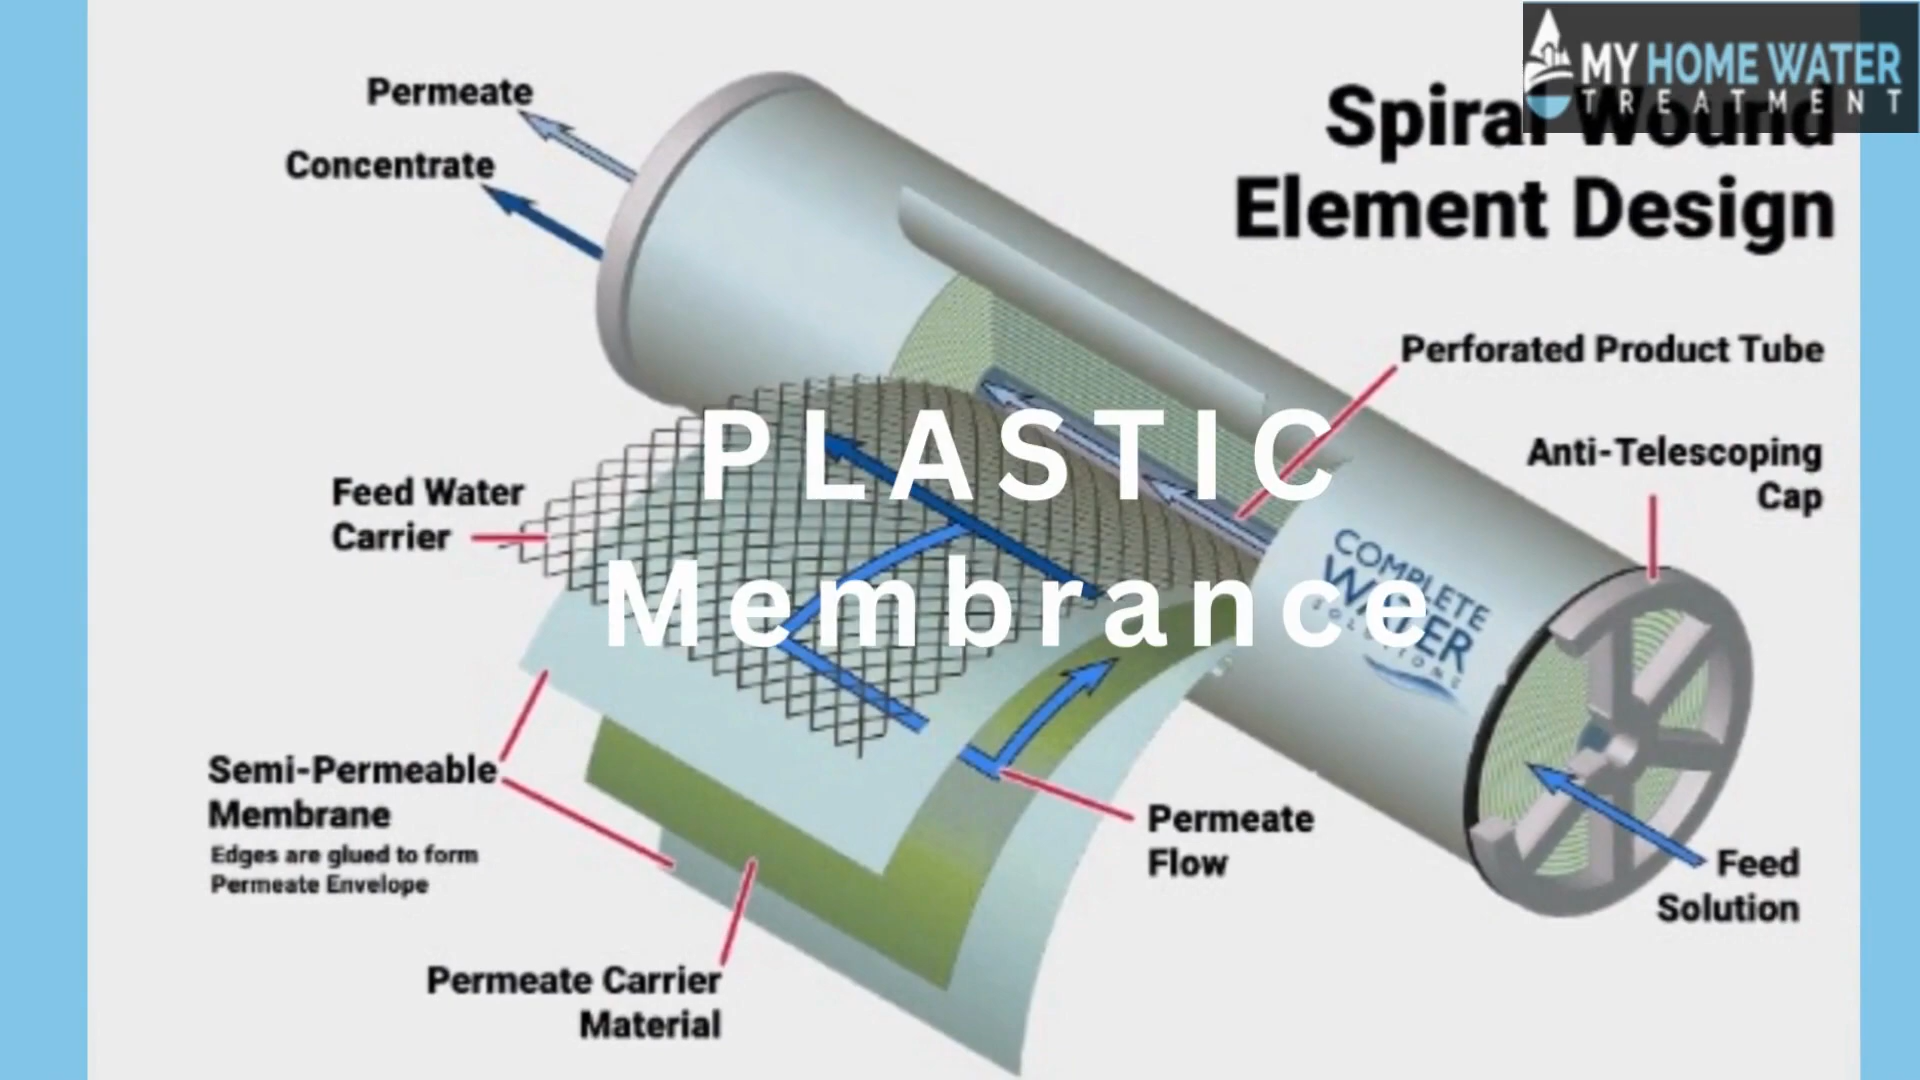 MY HOME WATER
TREATMENT
Spiral Wound
Element Design
Permeate
Concentrate
Perforated Product Tube
Anti-Telescoping
Cap
PLASTIC
Membrance
Feed Water
Carrier
COMPLETE
WATER
SOLUTIONS
Semi-Permeable
Membrane
Edges are glued to form
Permeate Envelope
Permeate
Flow
Feed
Solution
Permeate Carrier
Material